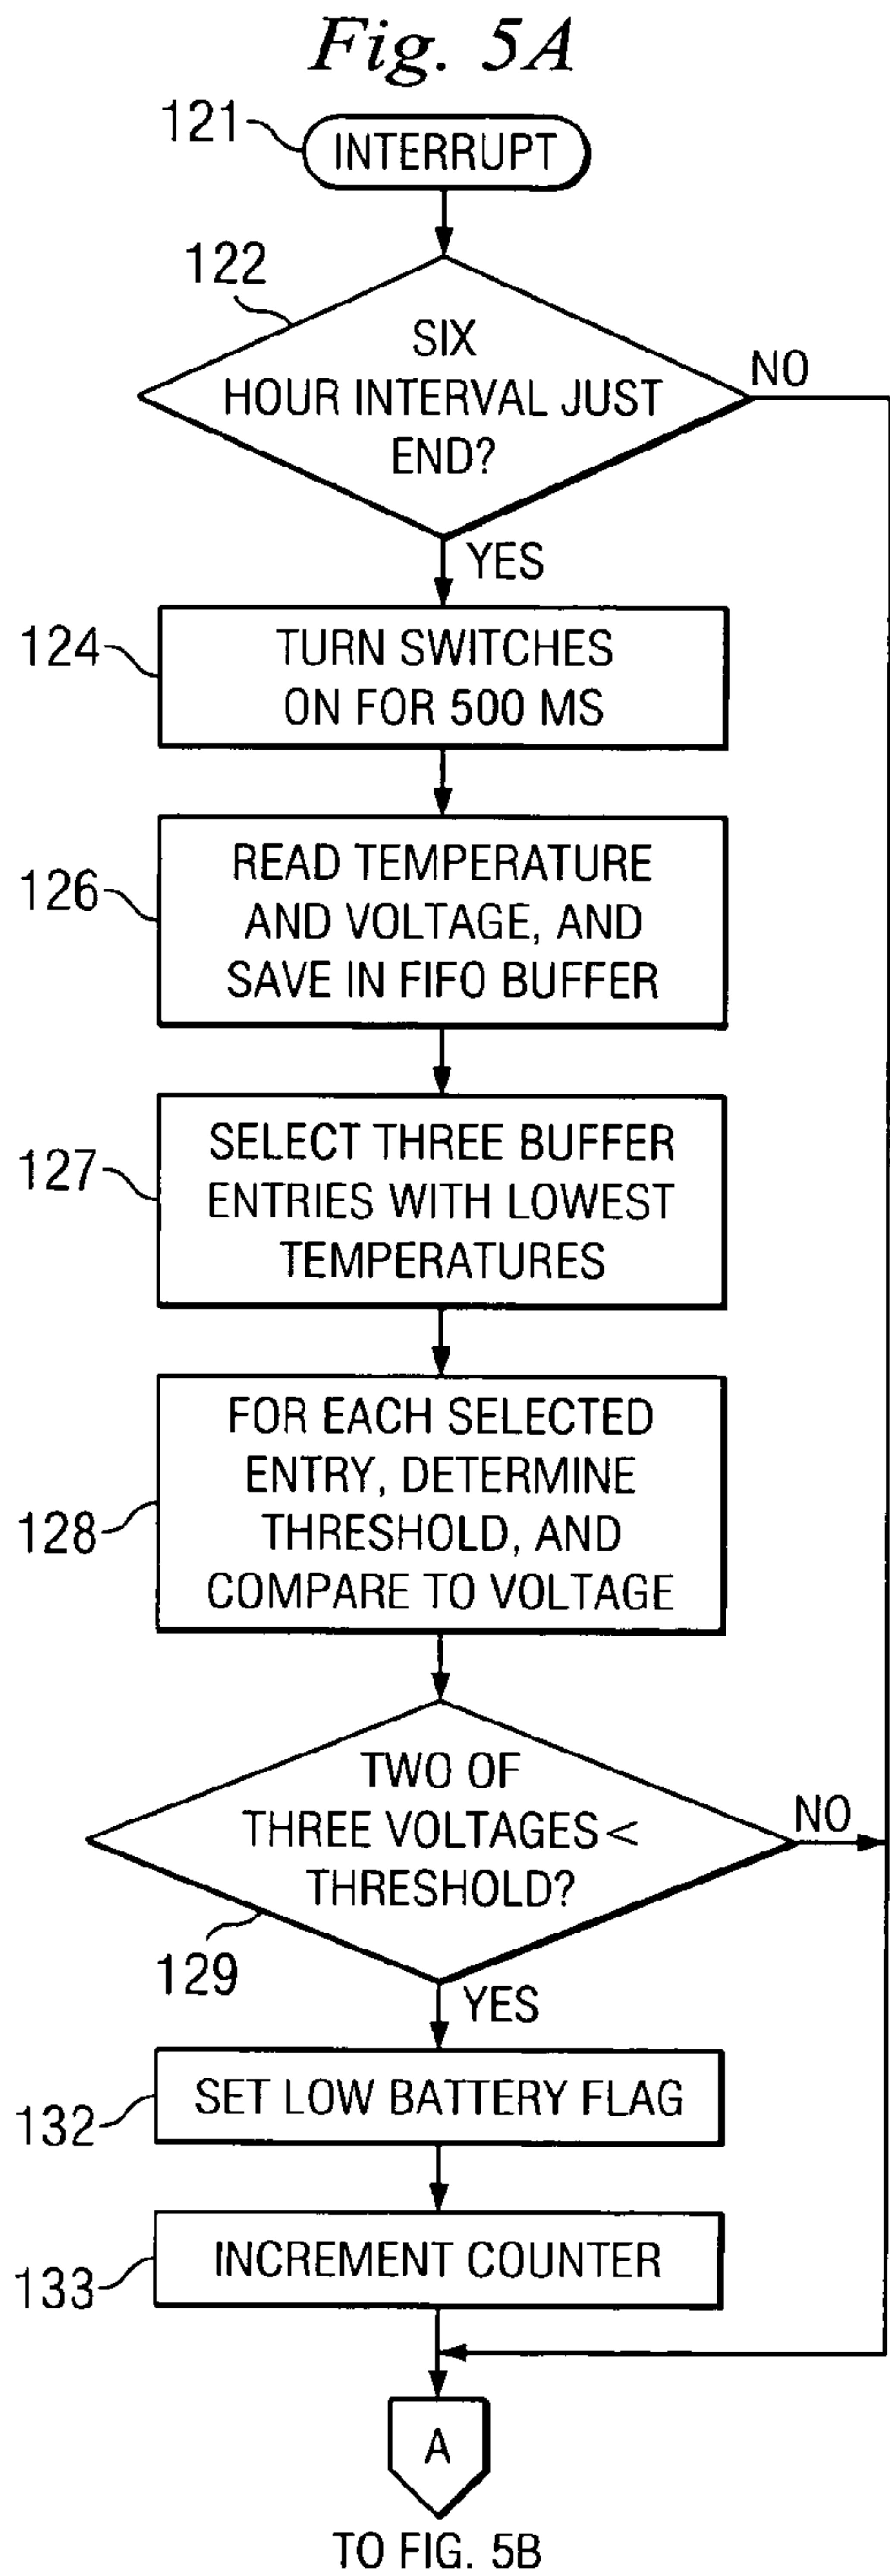 Fig. 5A
121
INTERRUPT
122
SIX
HOUR INTERVAL JUST
END?
NO
YES
124
TURN SWITCHES
ON FOR 500 MS
126
READ TEMPERATURE
AND VOLTAGE, AND
SAVE IN FIFO BUFFER
127
SELECT THREE BUFFER
ENTRIES WITH LOWEST
TEMPERATURES
128
FOR EACH SELECTED
ENTRY, DETERMINE
THRESHOLD, AND
COMPARE TO VOLTAGE
TWO OF
THREE VOLTAGES <
THRESHOLD?
NO
129
YES
132
SET LOW BATTERY FLAG
133
INCREMENT COUNTER
A
TO FIG. 5B